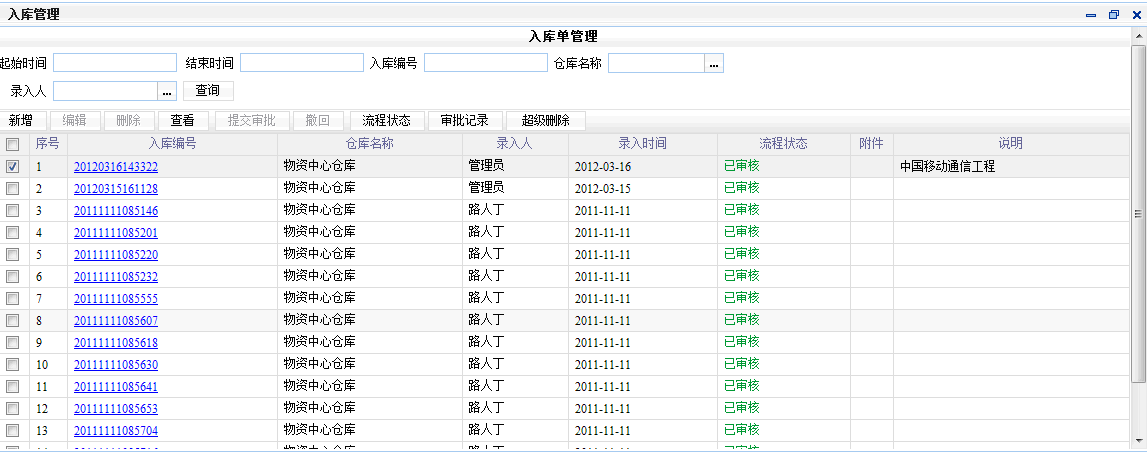 入库管理
入库单管理
起始时间 结束时间 入库编号 仓库名称 ...
录入人 ... 查询
新增 编辑 删除 查看 提交审批 撤回 流程状态 审批记录 超级删除
序号 入库编号 仓库名称 录入人 录入时间 流程状态 附件 说明
1 20120316143322 物资中心仓库 管理员 2012-03-16 已审核 中国移动通信工程
2 20120315161128 物资中心仓库 管理员 2012-03-15 已审核
3 20111111085146 物资中心仓库 路人丁 2011-11-11 已审核
4 20111111085201 物资中心仓库 路人丁 2011-11-11 已审核
5 20111111085220 物资中心仓库 路人丁 2011-11-11 已审核
6 20111111085232 物资中心仓库 路人丁 2011-11-11 已审核
7 20111111085555 物资中心仓库 路人丁 2011-11-11 已审核
8 20111111085607 物资中心仓库 路人丁 2011-11-11 已审核
9 20111111085618 物资中心仓库 路人丁 2011-11-11 已审核
10 20111111085630 物资中心仓库 路人丁 2011-11-11 已审核
11 20111111085641 物资中心仓库 路人丁 2011-11-11 已审核
12 20111111085653 物资中心仓库 路人丁 2011-11-11 已审核
13 20111111085704 物资中心仓库 路人丁 2011-11-11 已审核